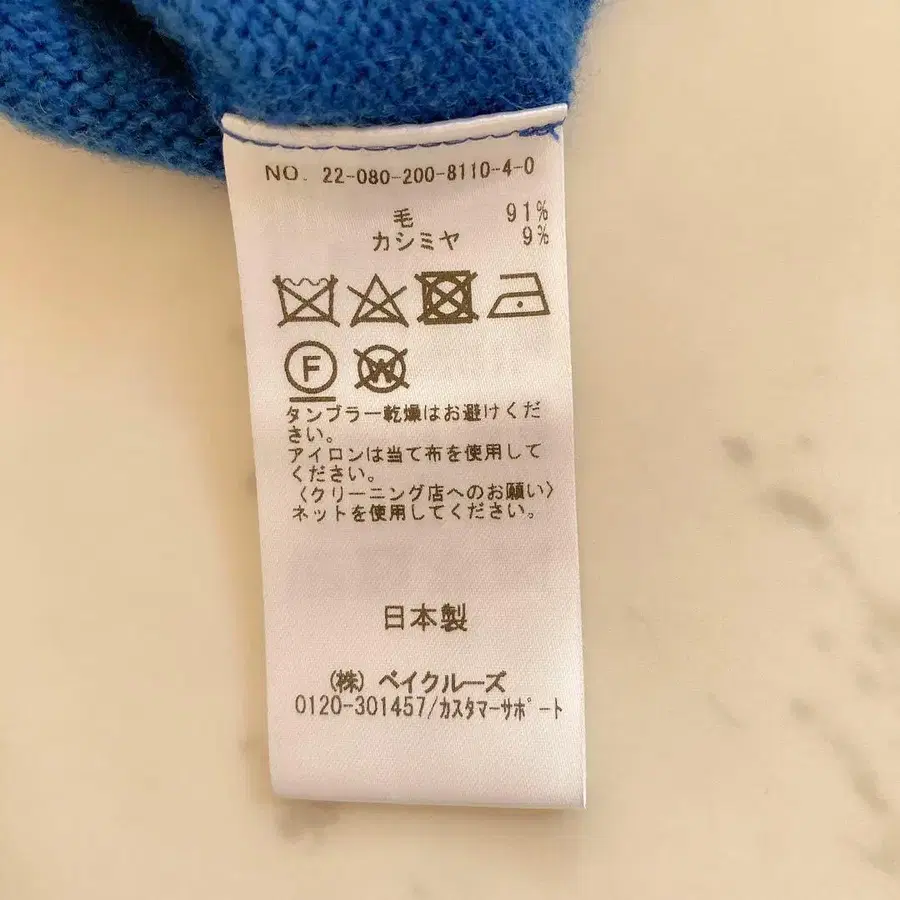 NO. 22-080-200-8110-4-0
毛 91%
カシミヤ 9%
F W
タンブラー乾燥はお避けくだ
さい。
アイロンは当て布を使用して
ください。
〈クリーニング店へのお願い〉
ネットを使用してください。
日本製
(株) ベイクルーズ
0120-301457/カスタマーサポート